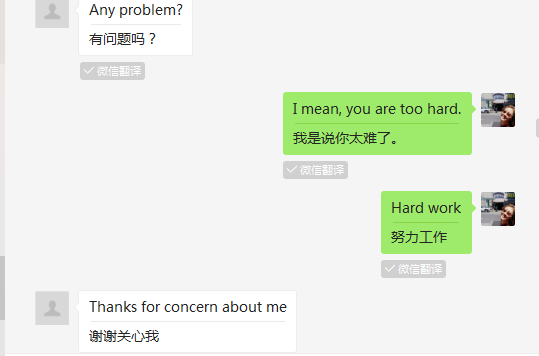 Any problem?
有问题吗？
微信翻译
I mean, you are too hard.
我是说你太难了。
微信翻译
Hard work
努力工作
微信翻译
Thanks for concern about me
谢谢关心我